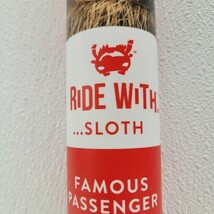 RIDE WITH
...SLOTH
FAMOUS
PASSENGER